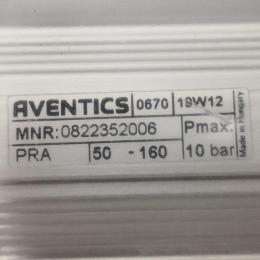 AVENTICS 0670 19W12
MNR: 0822352006 Pmax.
PRA 50 - 160 10 bar
Made in Hungary